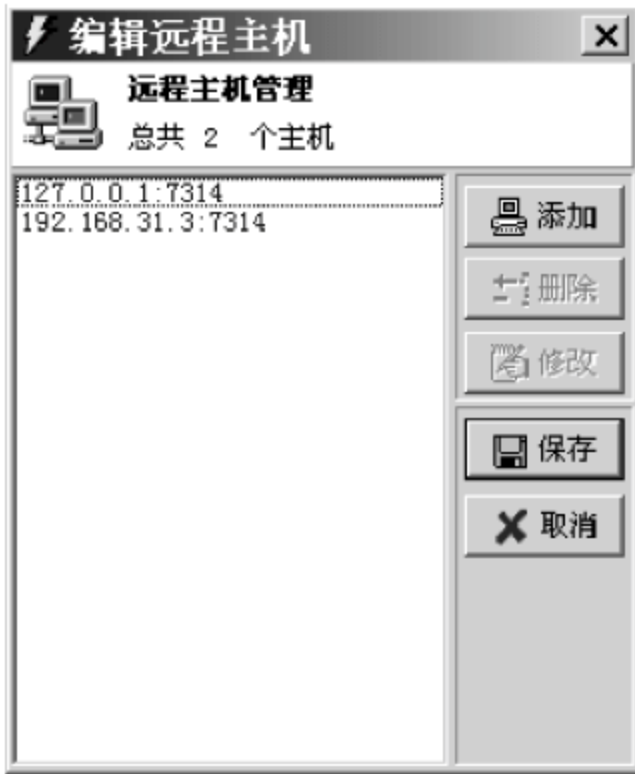 编辑远程主机
远程主机管理
总共 2 个主机
127.0.0.1:7314
192.168.31.3:7314
添加
删除
修改
保存
取消